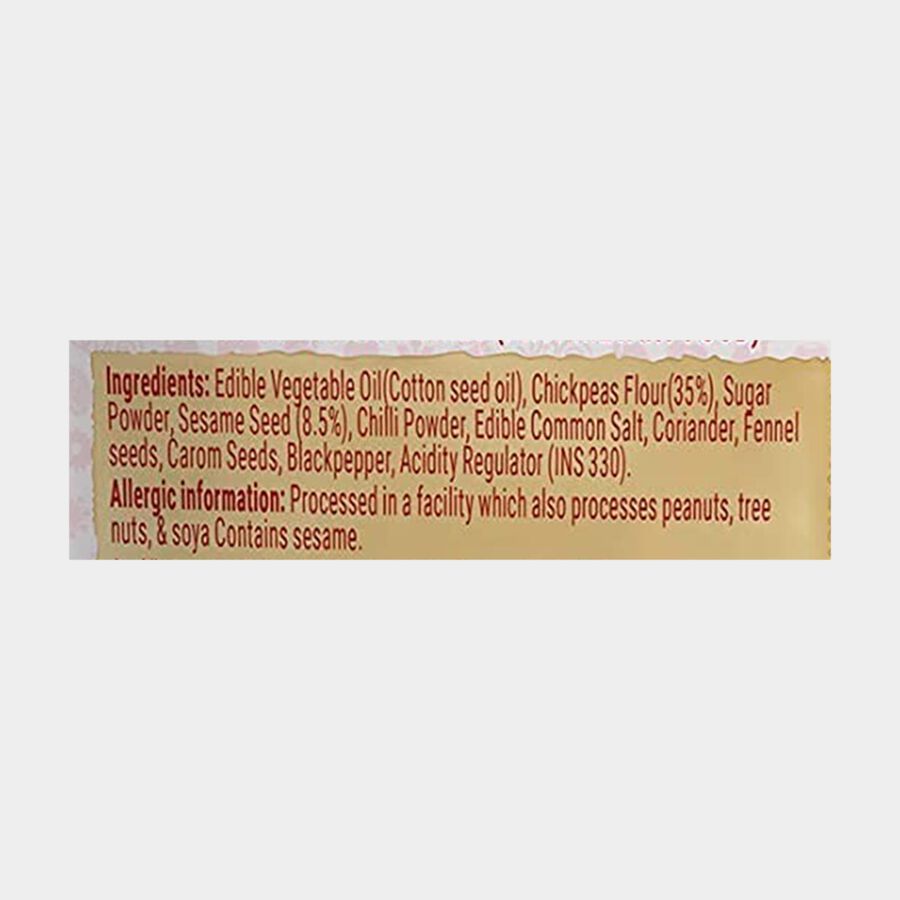 Ingredients: Edible Vegetable Oil(Cotton seed oil), Chickpeas Flour(35%), Sugar
Powder, Sesame Seed (8.5%), Chilli Powder, Edible Common Salt, Coriander, Fennel
seeds, Carom Seeds, Blackpepper, Acidity Regulator (INS 330).
Allergic information: Processed in a facility which also processes peanuts, tree
nuts, & soya Contains sesame.